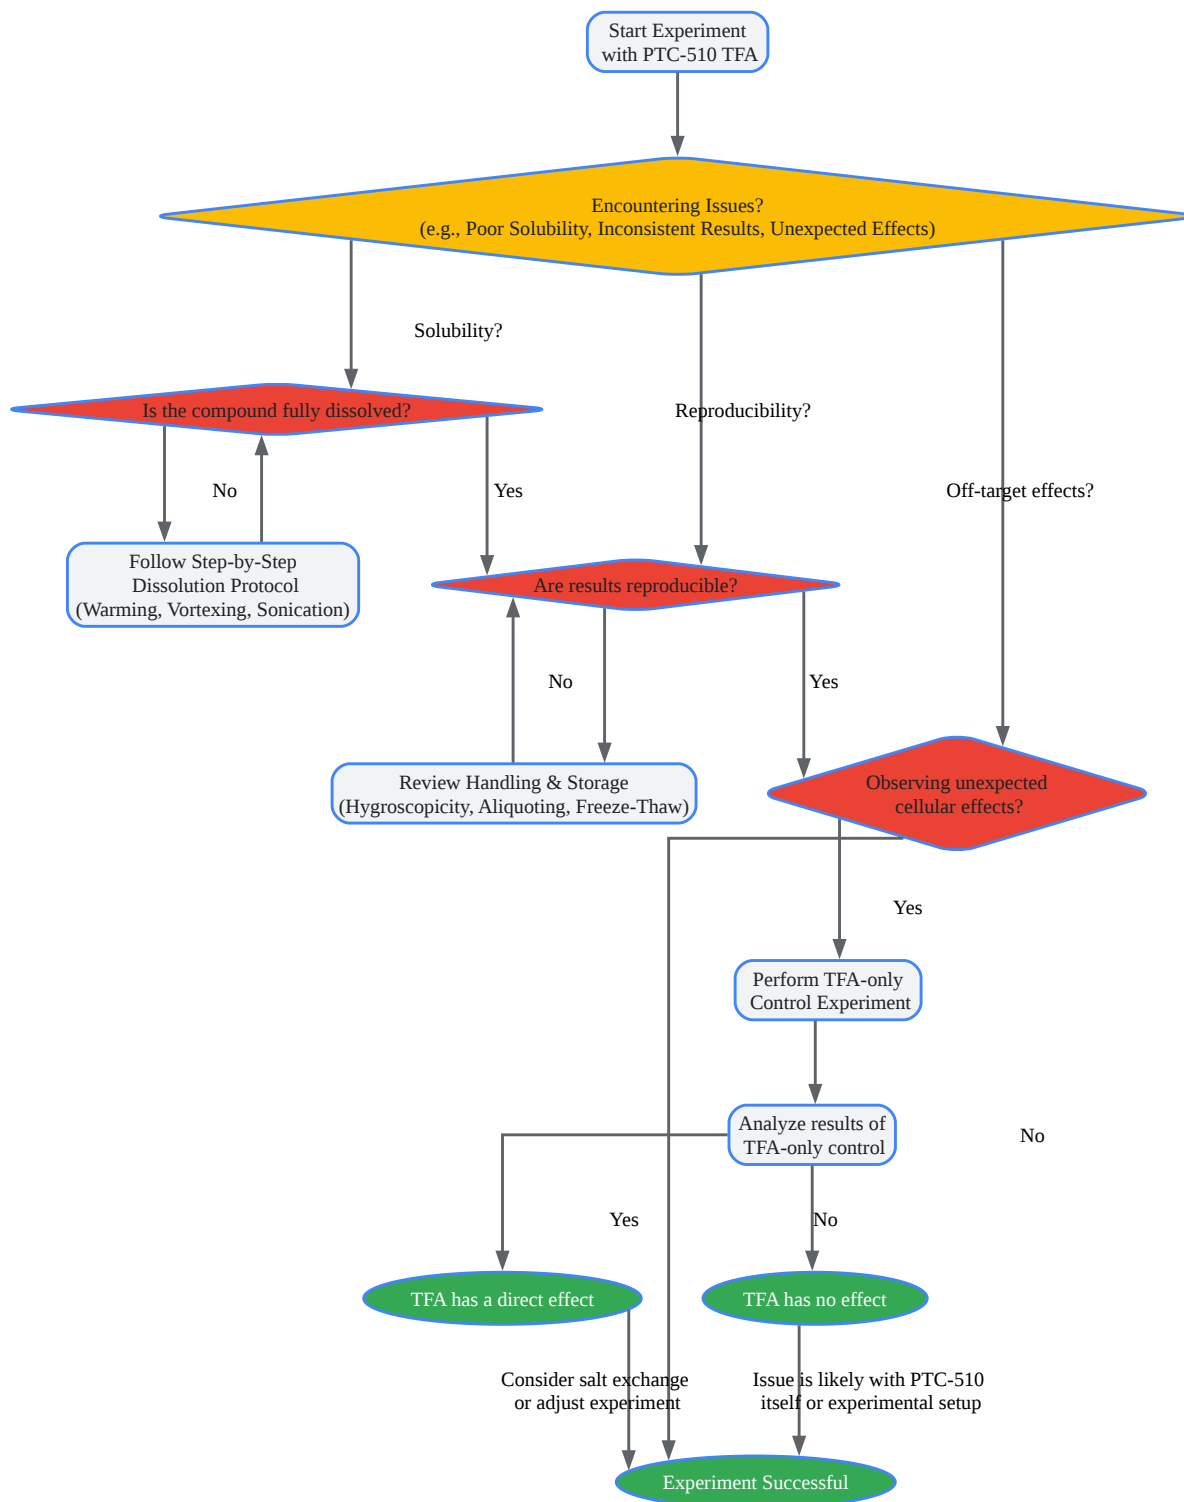 Start Experiment
with PTC-510 TFA
Encountering Issues?
(e.g., Poor Solubility, Inconsistent Results, Unexpected Effects)
Solubility?
Is the compound fully dissolved?
Reproducibility?
No
Yes
Off-target effects?
Follow Step-by-Step
Dissolution Protocol
(Warming, Vortexing, Sonication)
Are results reproducible?
No
Yes
Review Handling & Storage
(Hygroscopicity, Aliquoting, Freeze-Thaw)
Observing unexpected
cellular effects?
Yes
Perform TFA-only
Control Experiment
Analyze results of
TFA-only control
No
Yes
No
TFA has a direct effect
TFA has no effect
Consider salt exchange
or adjust experiment
Issue is likely with PTC-510
itself or experimental setup
Experiment Successful